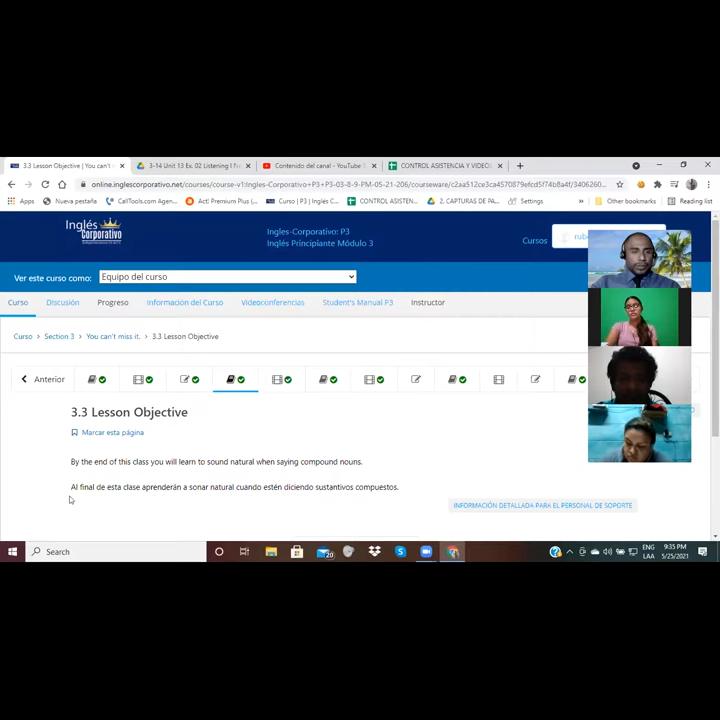 3.3 Lesson Objective | You can't
3-14 Unit 13 Ex. 02 Listening I N
Contenido del canal - YouTube
CONTROL ASISTENCIA Y VIDEO
online.inglescorporativo.net/courses/course-v1:Ingles-Corporativo+P3+P3-03-8-9-PM-05-21-206/courseware/
Apps
Nueva pestaña
CallTools.com Agen...
Act! Premium Plus (...
Curso | P3 | Inglés C...
CONTROL ASISTEN...
2. CAPTURAS DE PA...
Settings
»
Other bookmarks
Reading list
Inglés
Corporativo
Ingles-Corporativo: P3
Inglés Principiante Módulo 3
Cursos
Ver este curso como:
Equipo del curso
Curso
Discusión
Progreso
Información del Curso
Videoconferencias
Student's Manual P3
Instructor
Curso > Section 3 > You can't miss it. > 3.3 Lesson Objective
Anterior
3.3 Lesson Objective
Marcar esta página
By the end of this class you will learn to sound natural when saying compound nouns.
Al final de esta clase aprenderán a sonar natural cuando estén diciendo sustantivos compuestos.
INFORMACIÓN DETALLADA PARA EL PERSONAL DE SOPORTE
Search
20
ENG
LAA
9:35 PM
5/25/2021